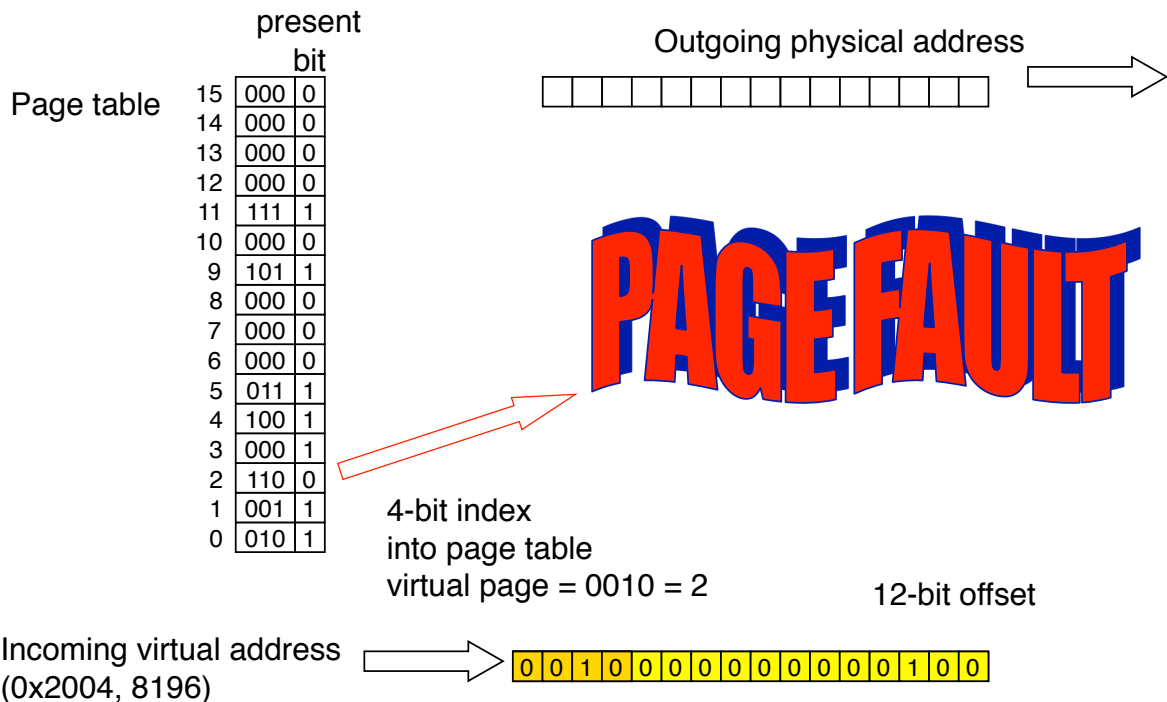 present
bit
Outgoing physical address
Page table
15 000 0
14 000 0
13 000 0
12 000 0
11 111 1
10 000 0
9 101 1
8 000 0
7 000 0
6 000 0
5 011 1
4 100 1
3 000 1
2 110 0
1 001 1
0 010 1
PAGE FAULT
4-bit index
into page table
virtual page = 0010 = 2
12-bit offset
Incoming virtual address
(0x2004, 8196)
0 0 1 0 0 0 0 0 0 0 0 0 0 1 0 0